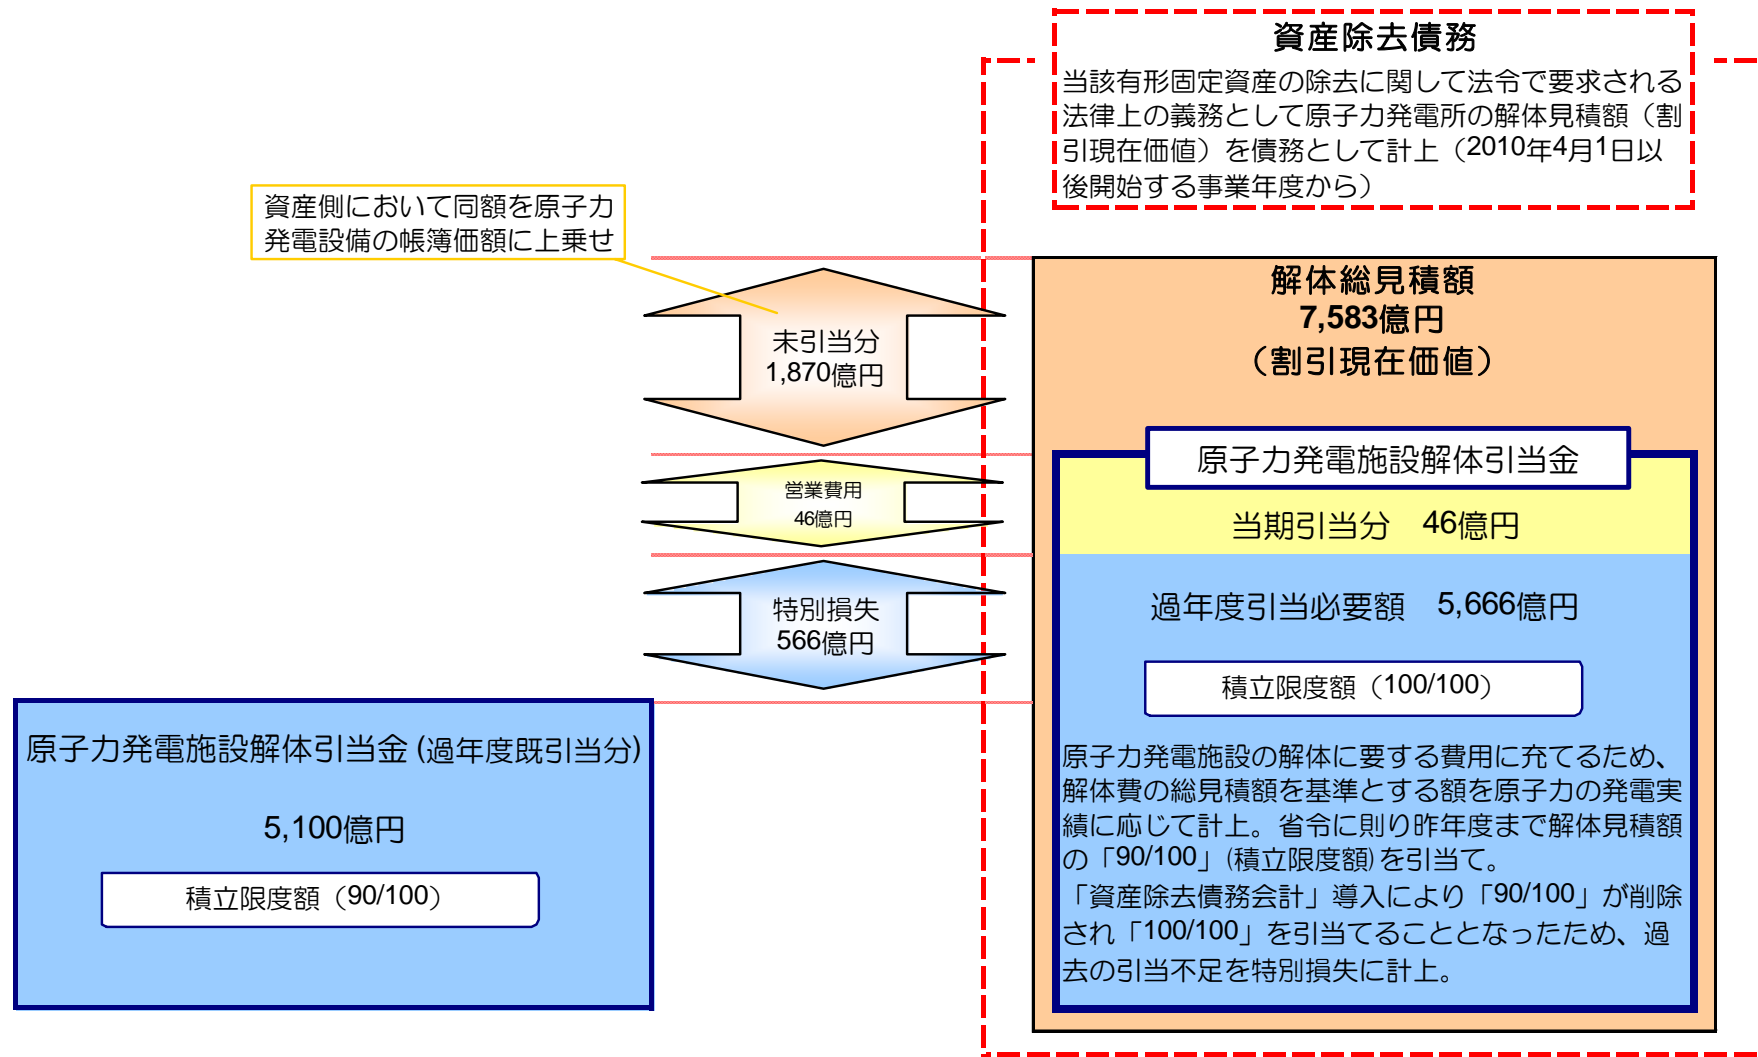 資産除去債務
当該有形固定資産の除去に関して法令で要求される
法律上の義務として原子力発電所の解体見積額（割
引現在価値）を債務として計上（2010年4月1日以
後開始する事業年度から）
資産側において同額を原子力
発電設備の帳簿価額に上乗せ
未引当分
1,870億円
営業費用
46億円
特別損失
566億円
解体総見積額
7,583億円
（割引現在価値）
原子力発電施設解体引当金
当期引当分　46億円
過年度引当必要額　5,666億円
積立限度額（100/100）
原子力発電施設の解体に要する費用に充てるため、
解体費の総見積額を基準とする額を原子力の発電実
績に応じて計上。省令に則り昨年度まで解体見積額
の「90/100」(積立限度額)を引当て。
「資産除去債務会計」導入により「90/100」が削除
され「100/100」を引当てることとなったため、過
去の引当不足を特別損失に計上。
原子力発電施設解体引当金 (過年度既引当分)
5,100億円
積立限度額（90/100）